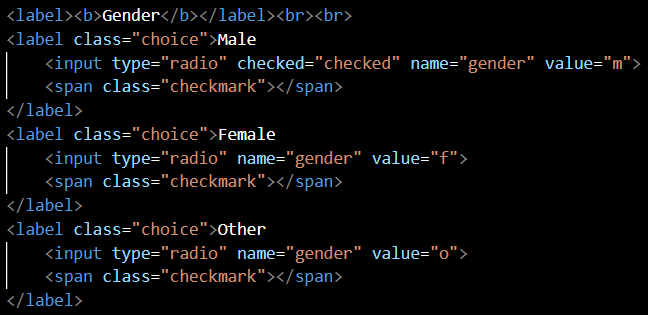 <label><b>Gender</b></label><br><br>
<label class="choice">Male
    <input type="radio" checked="checked" name="gender" value="m">
    <span class="checkmark"></span>
</label>
<label class="choice">Female
    <input type="radio" name="gender" value="f">
    <span class="checkmark"></span>
</label>
<label class="choice">Other
    <input type="radio" name="gender" value="o">
    <span class="checkmark"></span>
</label>